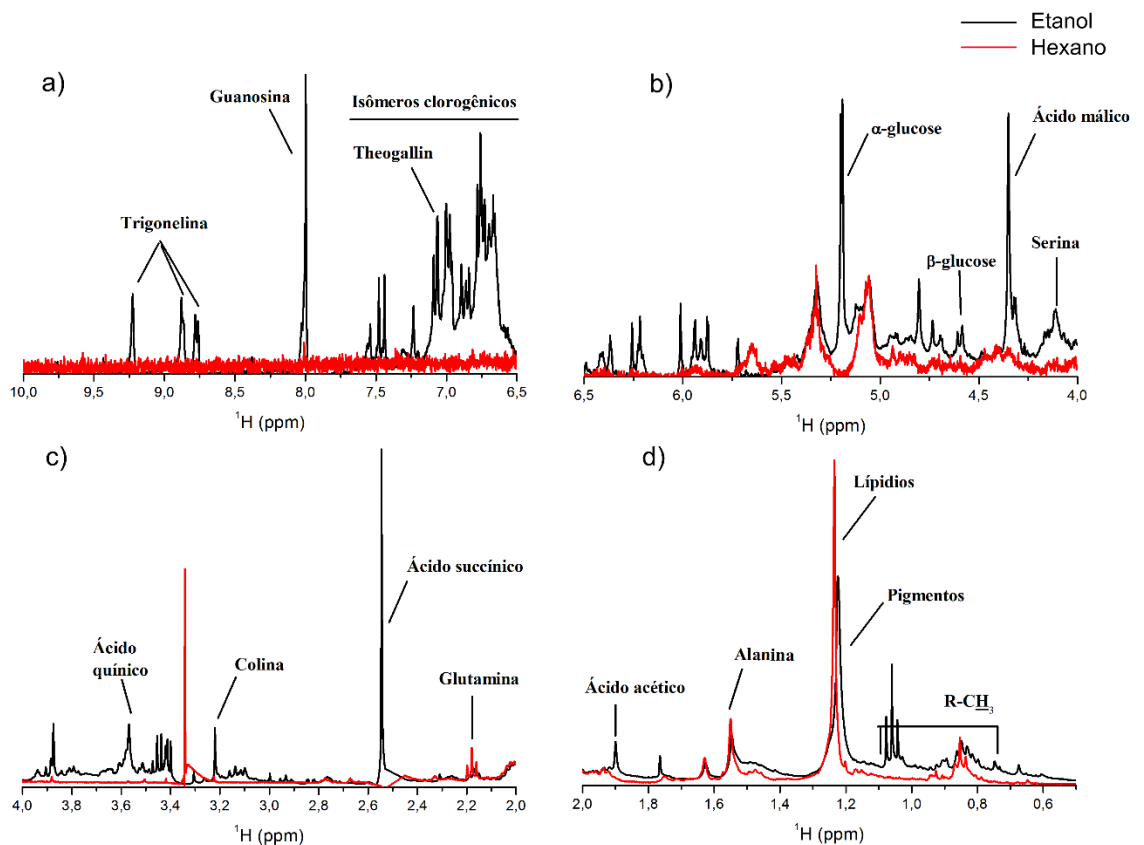 Etanol
Hexano
a)
Guanosina
Isômeros clorogênicos
Theogallin
Trigonelina
10,0 9,5 9,0 8,5 8,0 7,5 7,0 6,5
¹H (ppm)
b)
α-glucose
Ácido málico
β-glucose
Serina
6,5 6,0 5,5 5,0 4,5 4,0
¹H (ppm)
c)
Ácido succínico
Ácido
quínico
Colina
Glutamina
4,0 3,8 3,6 3,4 3,2 3,0 2,8 2,6 2,4 2,2 2,0
¹H (ppm)
d)
Lípidios
Pigmentos
Alanina
Ácido acético
R-CH₃
2,0 1,8 1,6 1,4 1,2 1,0 0,8 0,6
¹H (ppm)